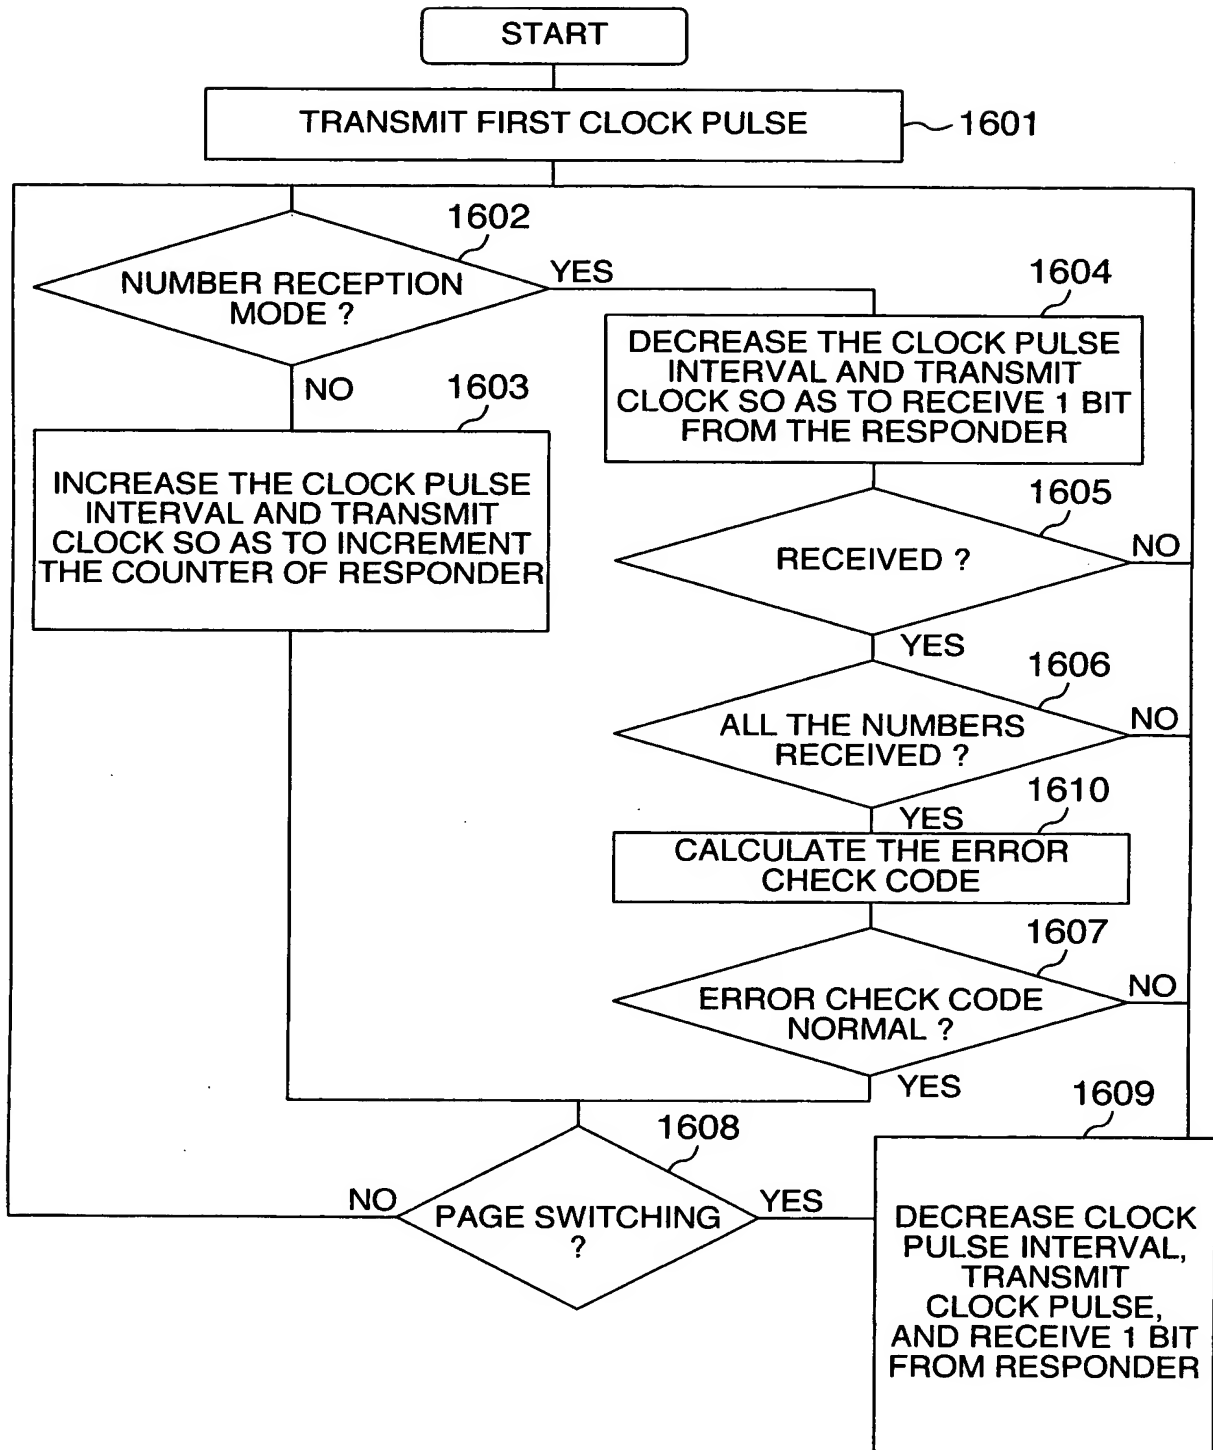 START
TRANSMIT FIRST CLOCK PULSE
1601
1602
NUMBER RECEPTION
MODE ?
YES
NO
1603
INCREASE THE CLOCK PULSE
INTERVAL AND TRANSMIT
CLOCK SO AS TO INCREMENT
THE COUNTER OF RESPONDER
1604
DECREASE THE CLOCK PULSE
INTERVAL AND TRANSMIT
CLOCK SO AS TO RECEIVE 1 BIT
FROM THE RESPONDER
1605
RECEIVED ?
NO
YES
1606
ALL THE NUMBERS
RECEIVED ?
NO
YES
1610
CALCULATE THE ERROR
CHECK CODE
1607
ERROR CHECK CODE
NORMAL ?
NO
YES
1608
PAGE SWITCHING
?
NO
YES
1609
DECREASE CLOCK
PULSE INTERVAL,
TRANSMIT
CLOCK PULSE,
AND RECEIVE 1 BIT
FROM RESPONDER